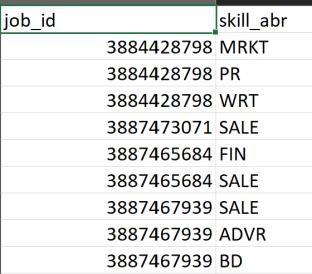 job_id skill_abr
3884428798 MRKT
3884428798 PR
3884428798 WRT
3887473071 SALE
3887465684 FIN
3887465684 SALE
3887467939 SALE
3887467939 ADVR
3887467939 BD